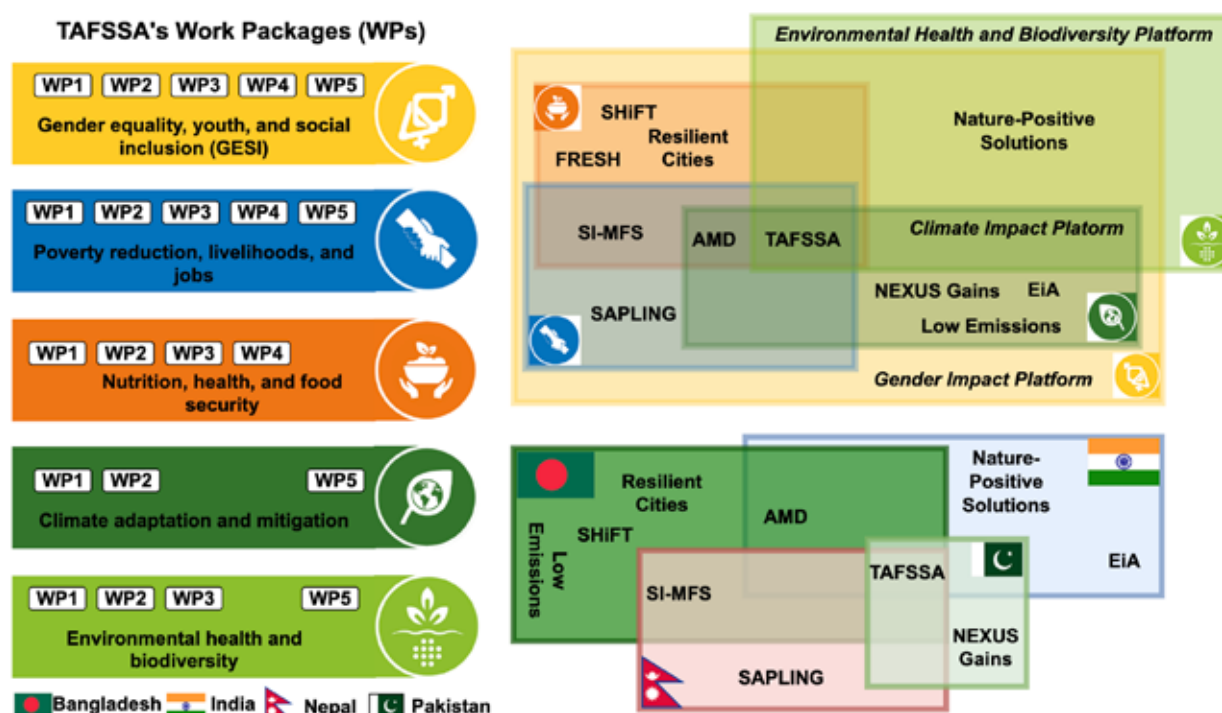 TAFSSA's Work Packages (WPs)
WP1 WP2 WP3 WP4 WP5
Gender equality, youth, and social
inclusion (GESI)
WP1 WP2 WP3 WP4 WP5
Poverty reduction, livelihoods, and
jobs
WP1 WP2 WP3 WP4
Nutrition, health, and food
security
WP1 WP2 WP5
Climate adaptation and mitigation
WP1 WP2 WP3 WP5
Environmental health and
biodiversity
Bangladesh India Nepal Pakistan
Environmental Health and Biodiversity Platform
SHiFT
Resilient
Cities
FRESH
Nature-Positive
Solutions
SI-MFS
AMD
TAFSSA
Climate Impact Platorm
SAPLING
NEXUS Gains
EiA
Low Emissions
Gender Impact Platform
Resilient
Cities
SHiFT
Low
Emissions
AMD
Nature-
Positive
Solutions
EiA
SI-MFS
TAFSSA
NEXUS
Gains
SAPLING